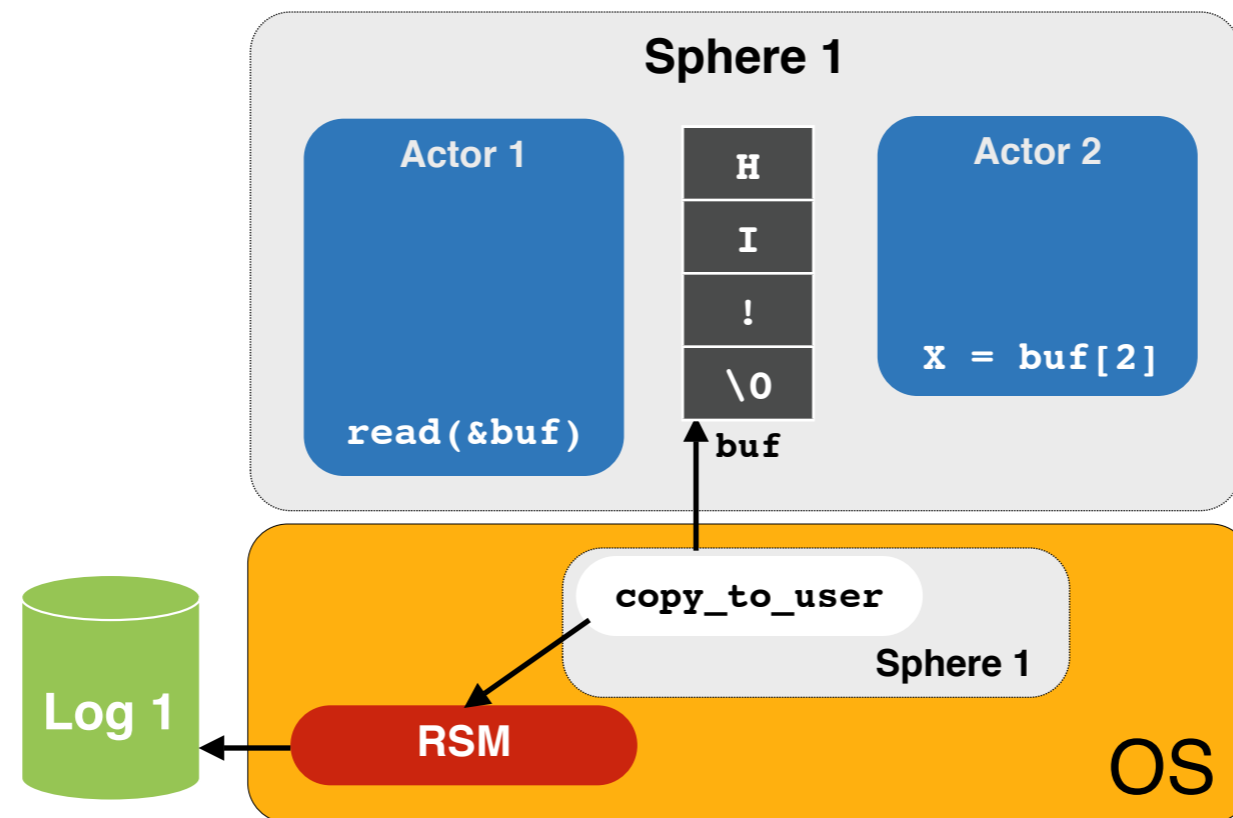 Sphere 1
Actor 1
read(&buf)
H
I
!
\0
buf
Actor 2
X = buf[2]
copy_to_user
Sphere 1
RSM
Log 1
OS